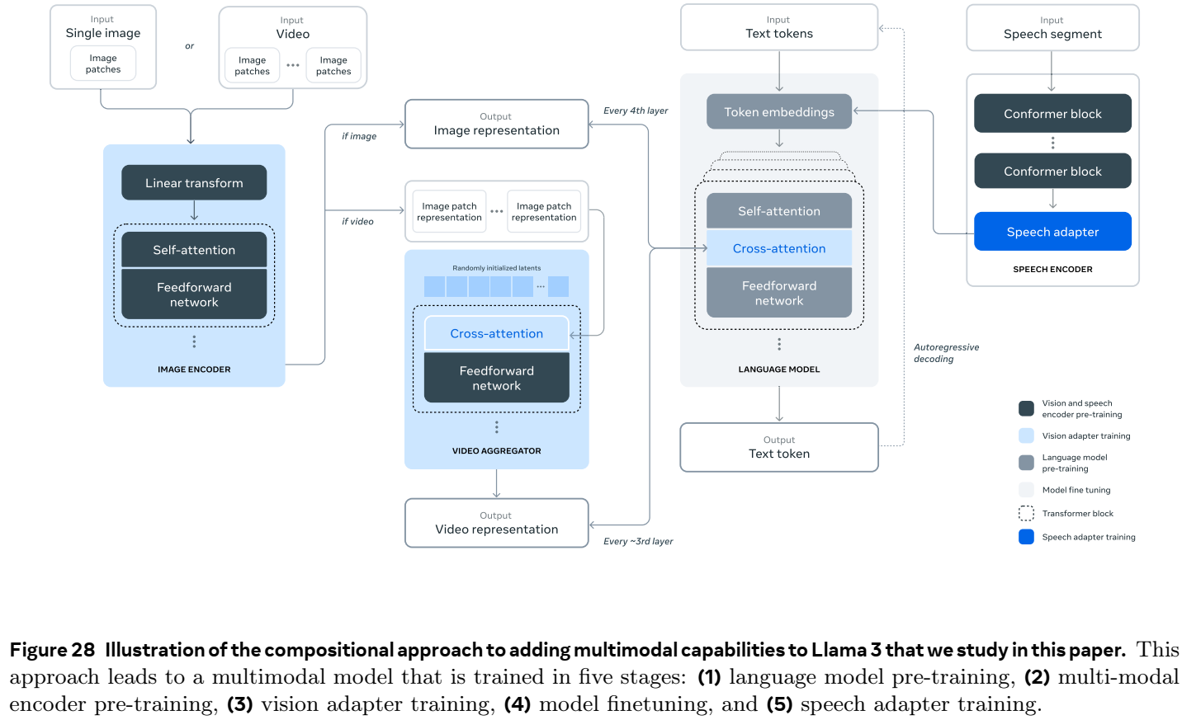 Input
Single image
Image
patches
or
Input
Video
Image
patches
Image
patches
Linear transform
Self-attention
Feedforward
network
IMAGE ENCODER
if image
if video
Output
Image representation
Image patch
representation
Image patch
representation
Randomly initialized latents
Cross-attention
Feedforward
network
VIDEO AGGREGATOR
Output
Video representation
Every 4th layer
Every ~3rd layer
Input
Text tokens
Token embeddings
Self-attention
Cross-attention
Feedforward
network
LANGUAGE MODEL
Output
Text token
Autoregressive
decoding
Input
Speech segment
Conformer block
Conformer block
Speech adapter
SPEECH ENCODER
Vision and speech
encoder pre-training
Vision adapter training
Language model
pre-training
Model fine tuning
Transformer block
Speech adapter training
Figure 28 Illustration of the compositional approach to adding multimodal capabilities to Llama 3 that we study in this paper. This
approach leads to a multimodal model that is trained in five stages: (1) language model pre-training, (2) multi-modal
encoder pre-training, (3) vision adapter training, (4) model finetuning, and (5) speech adapter training.